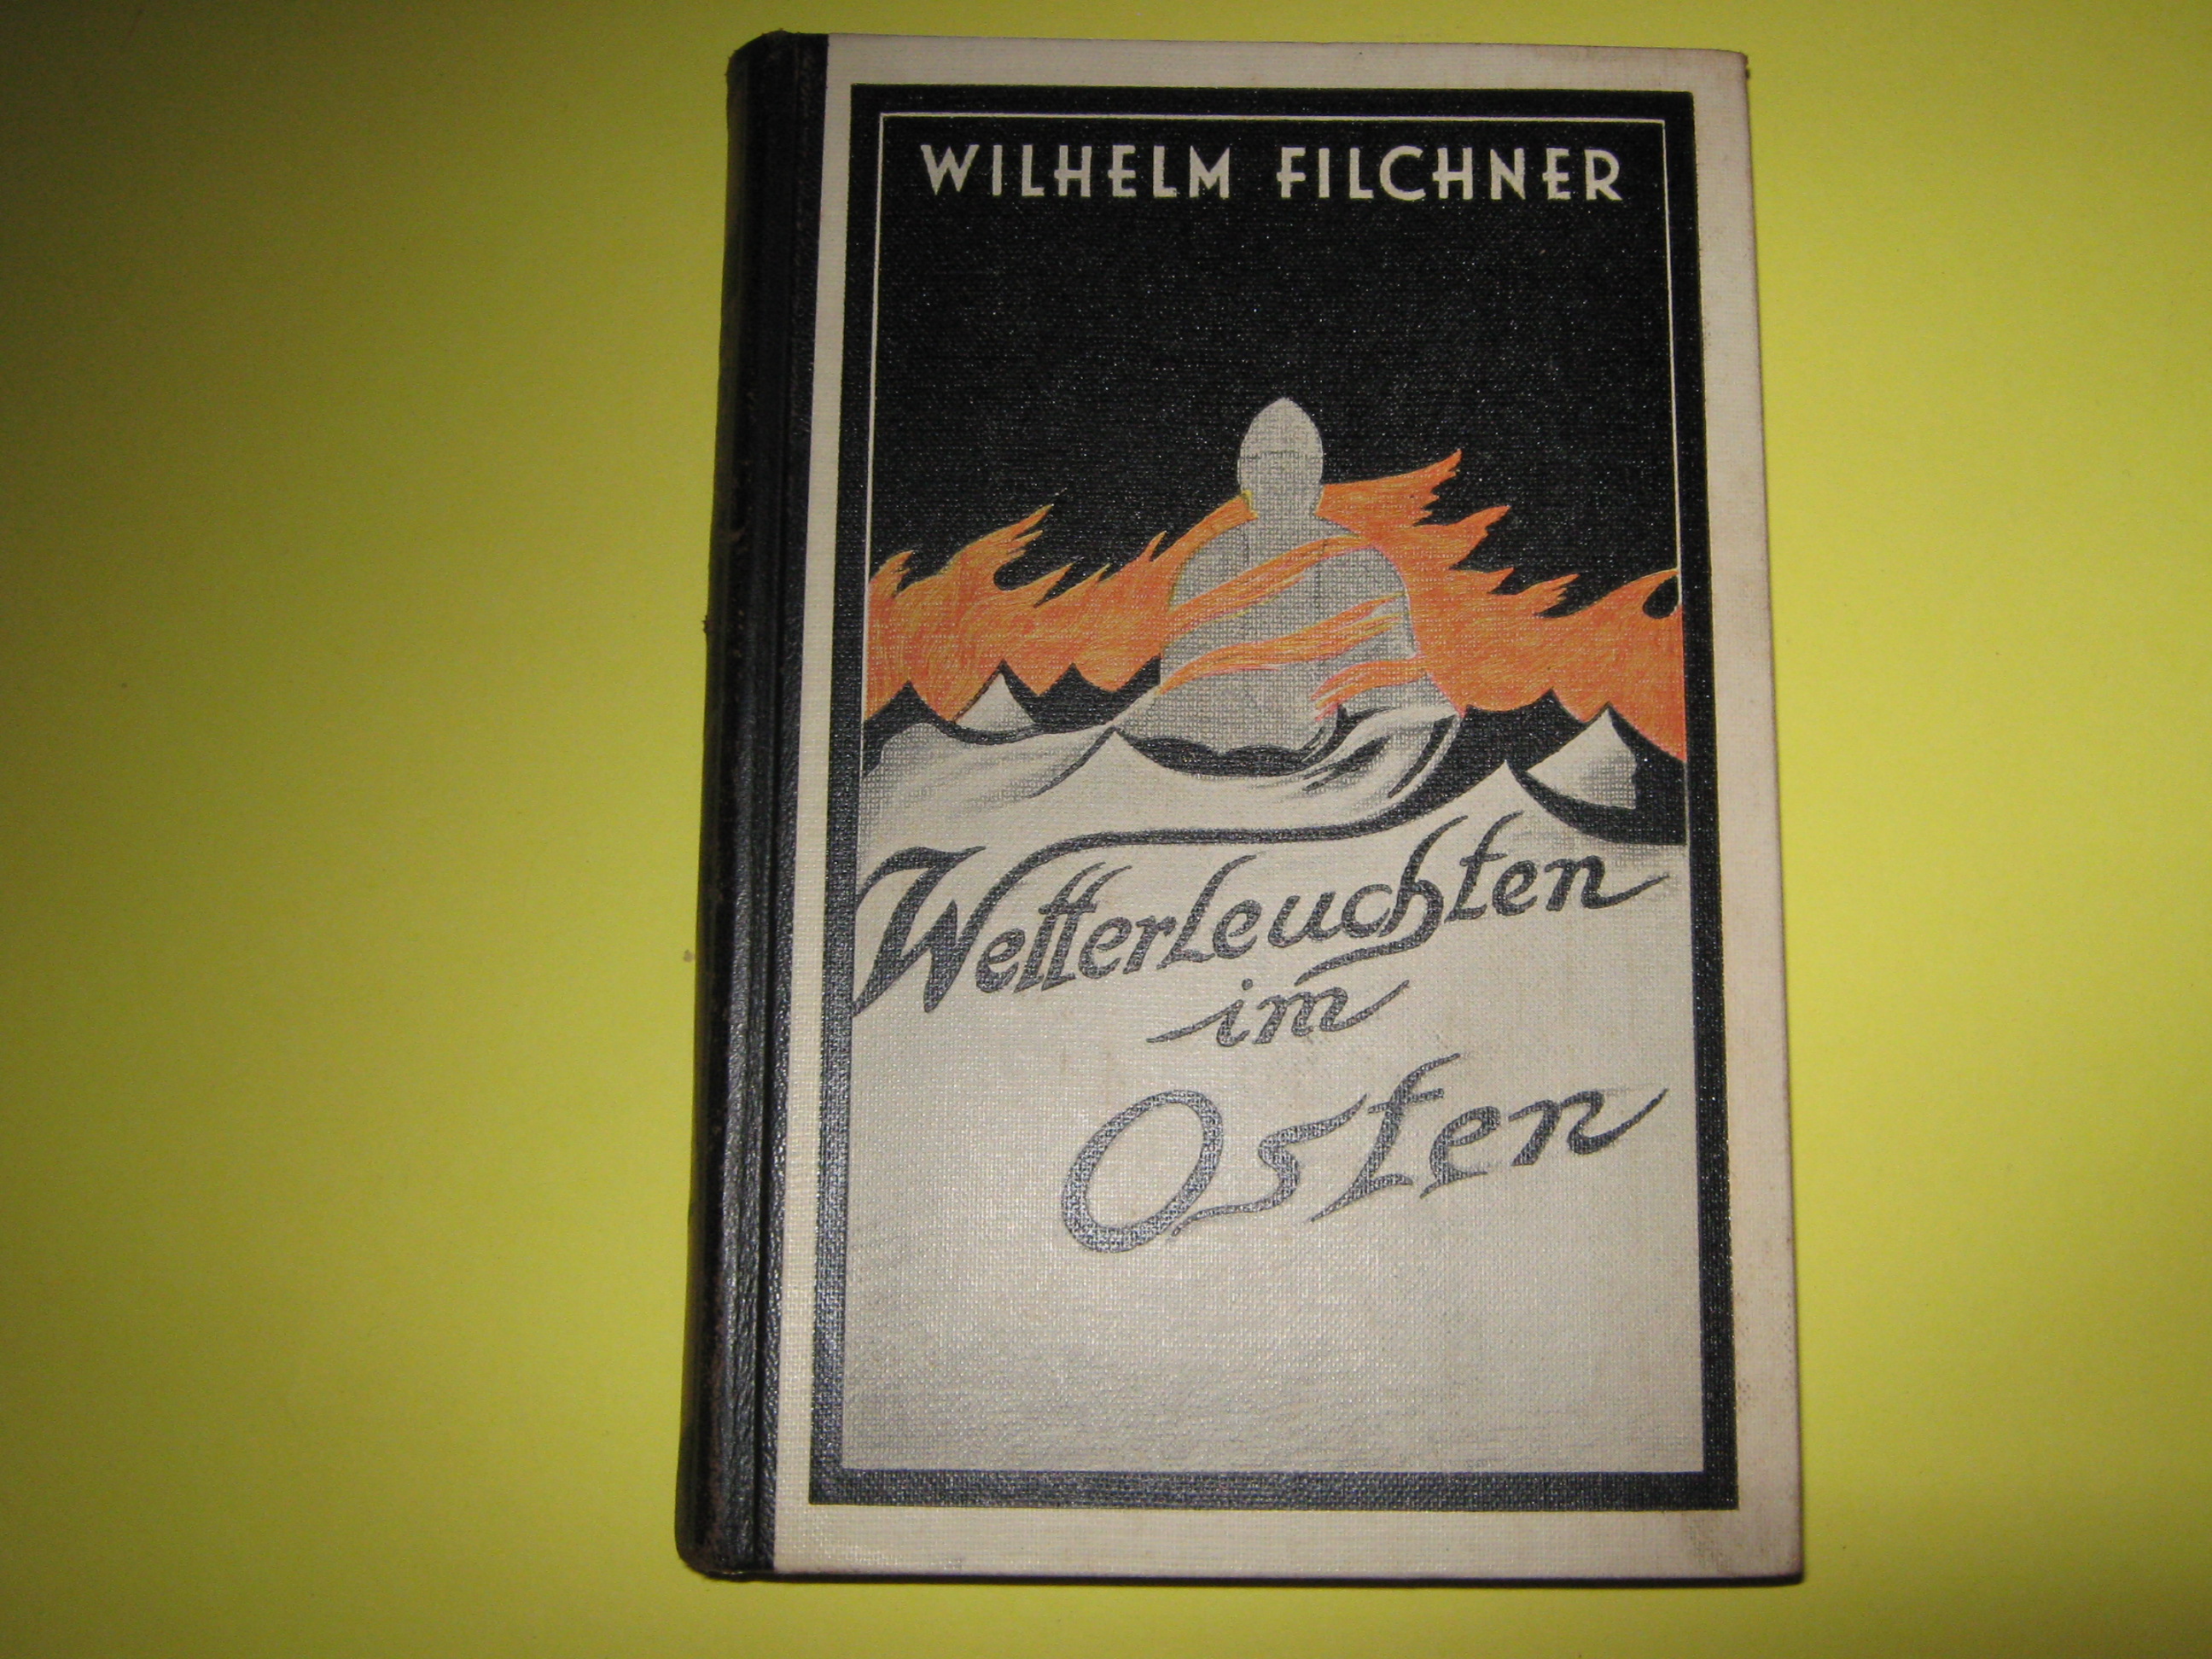 WILHELM FILCHNER
Wetterleuchten
im
Osten